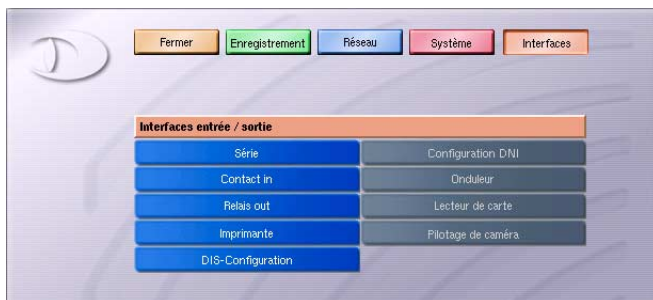 Fermer Enregistrement Réseau Système Interfaces
Interfaces entrée / sortie
Série Configuration DNI
Contact in Onduleur
Relais out Lecteur de carte
Imprimante Pilotage de caméra
DIS-Configuration